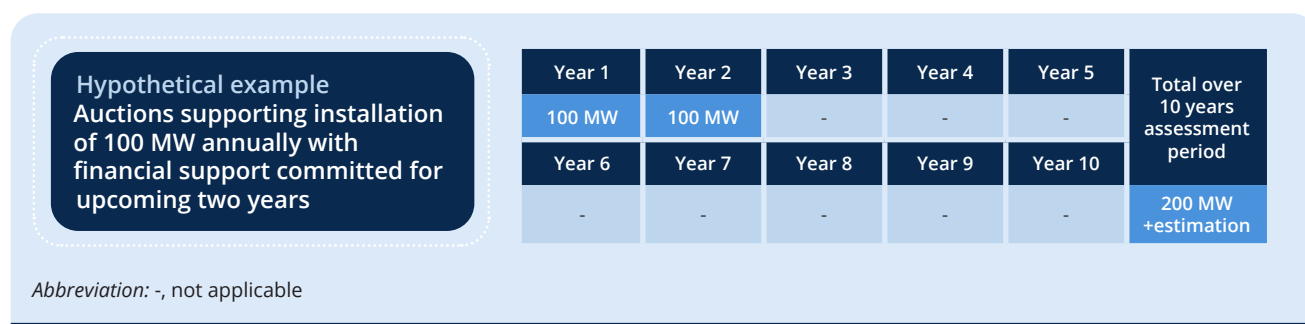 Hypothetical example
Auctions supporting installation
of 100 MW annually with
financial support committed for
upcoming two years
Year 1 Year 2 Year 3 Year 4 Year 5
Total over
10 years
assessment
period
100 MW 100 MW - - -
Year 6 Year 7 Year 8 Year 9 Year 10
- - - - -
200 MW
+estimation
Abbreviation: -, not applicable